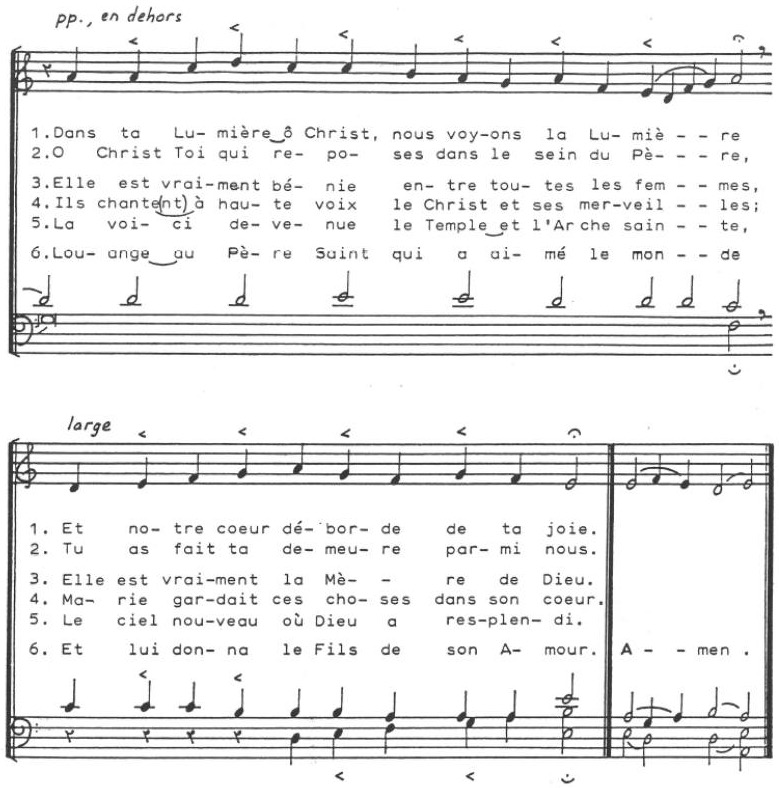 pp., en dehors
1.Dans ta Lu- mière ô Christ, nous voy-ons la Lu- miè - - re
2.O Christ Toi qui re- po- ses dans le sein du Pè- - - re,
3.Elle est vrai-ment bé- nie en- tre tou- tes les fem - - mes,
4.Ils chante(nt) à hau- te voix le Christ et ses mer-veil - - les;
5.La voi- ci de- ve- nue le Temple et l'Ar che sain - - te,
6.Lou- ange au Pè- re Saint qui a ai- mé le mon - - de
large
1. Et no- tre coeur dé- bor- de de ta joie.
2. Tu as fait ta de- meu- re par- mi nous.
3. Elle est vrai-ment la Mè- - re de Dieu.
4. Ma- rie gar-dait ces cho- ses dans son coeur.
5. Le ciel nou-veau où Dieu a res-plen- di.
6. Et lui don- na le Fils de son A- mour. A - - men .